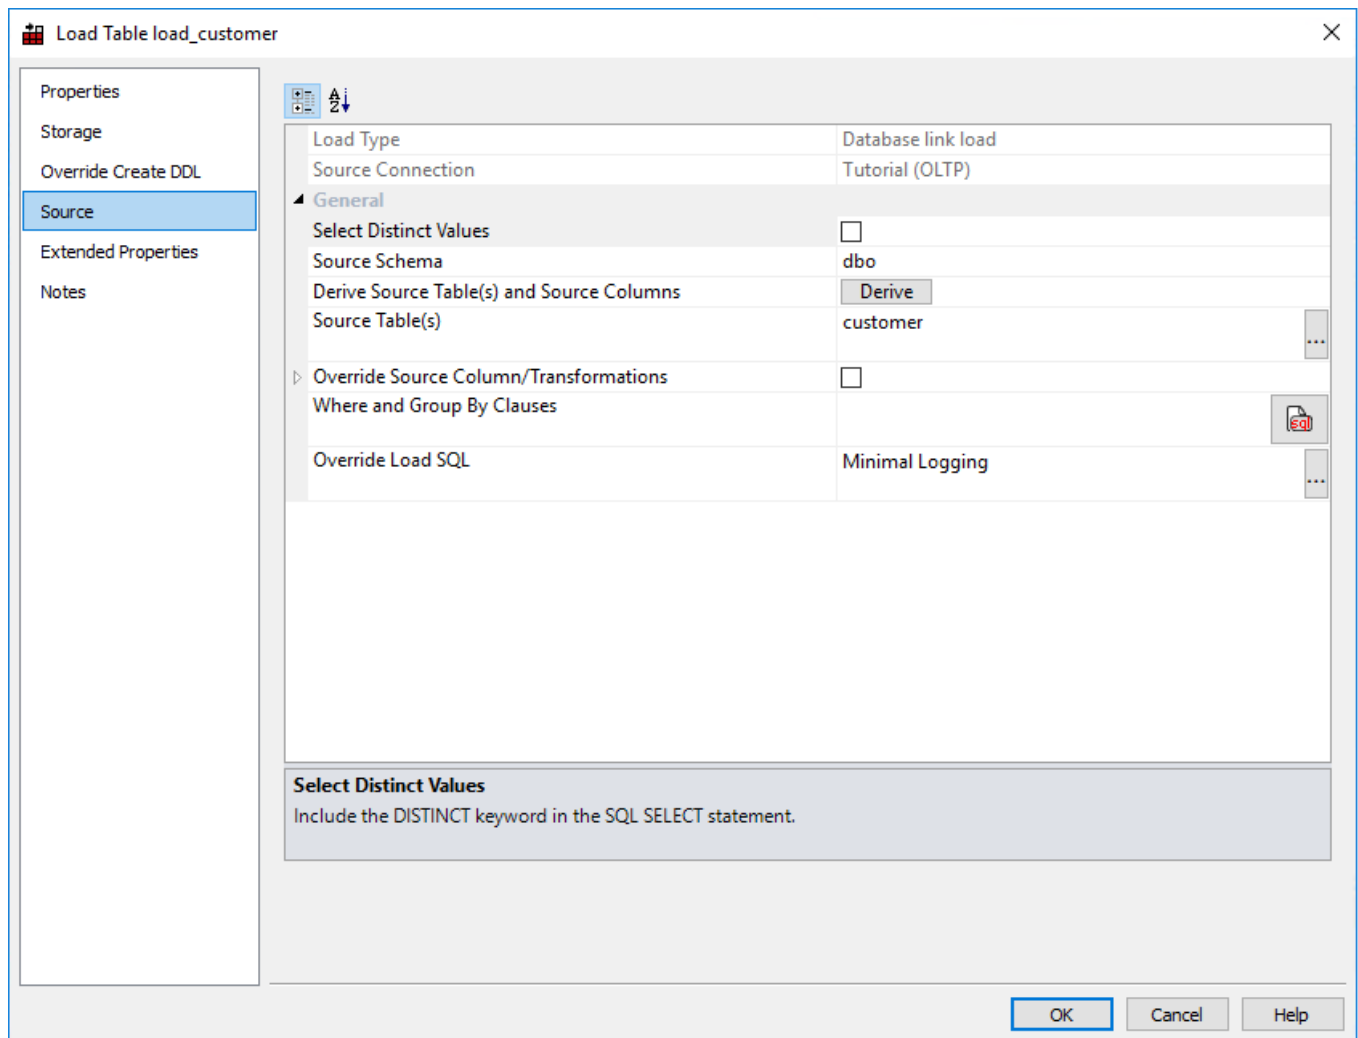 Load Table load_customer
Properties
Storage
Override Create DDL
Source
Extended Properties
Notes
Load Type Database link load
Source Connection Tutorial (OLTP)
General
Select Distinct Values
Source Schema dbo
Derive Source Table(s) and Source Columns Derive
Source Table(s) customer
...
Override Source Column/Transformations
Where and Group By Clauses
sql
Override Load SQL Minimal Logging
...
Select Distinct Values
Include the DISTINCT keyword in the SQL SELECT statement.
OK Cancel Help